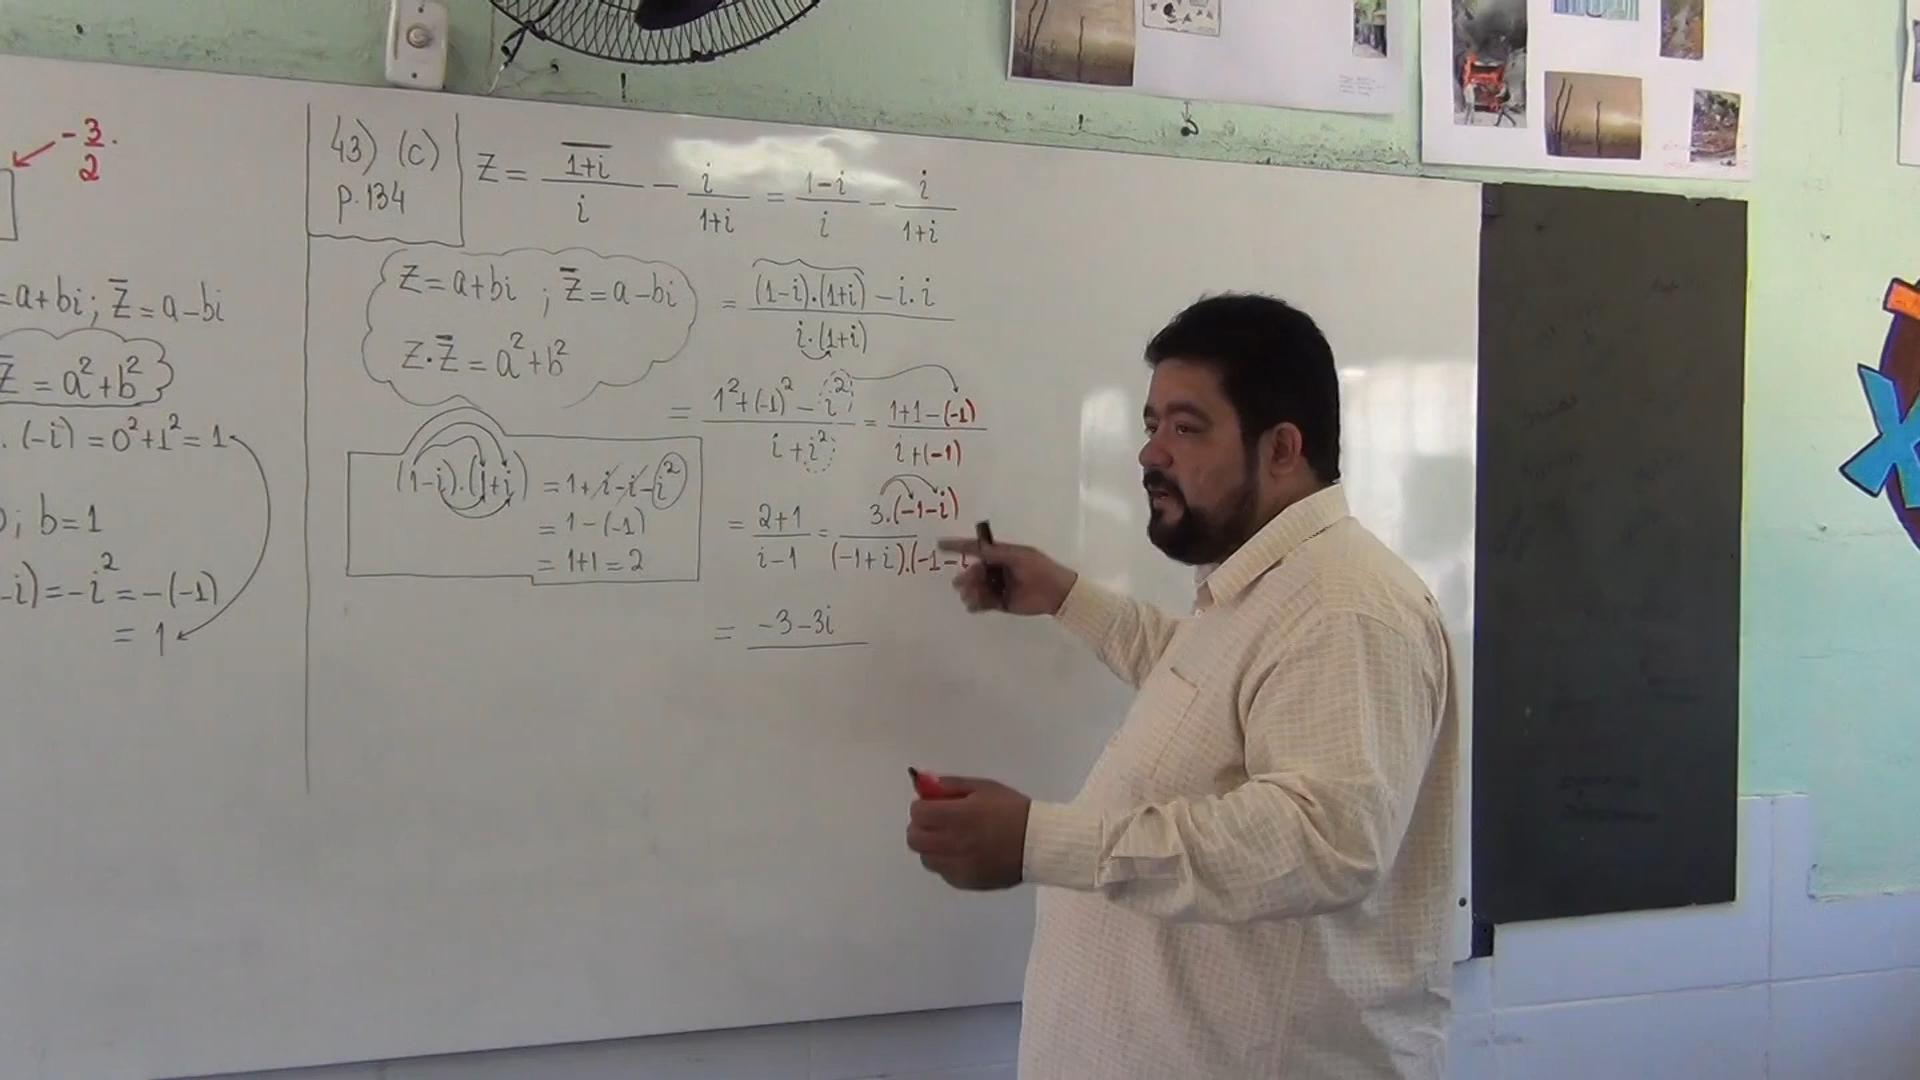 -3/2.
=a+bi; z̄=a-bi
z̄ = a²+b²
. (-i) = 0²+1² = 1
; b=1
-i) = -i² = -(-1)
= 1
43) (c)
p.134
z = \overline{1+i}/i - i/(1+i) = (1-i)/i - i/(1+i)
z=a+bi ; z̄=a-bi
z·z̄ = a²+b²
= ((1-i)·(1+i) - i·i)/(i·(1+i))
= (1²+(-1)² - i²)/(i+i²) = (1+1-(-1))/(i+(-1))
(1-i)·(1+i) = 1+i-i-i²
= 1-(-1)
= 1+1 = 2
= (2+1)/(i-1) = 3·(-1-i)/((-1+i)·(-1-i
= -3-3i